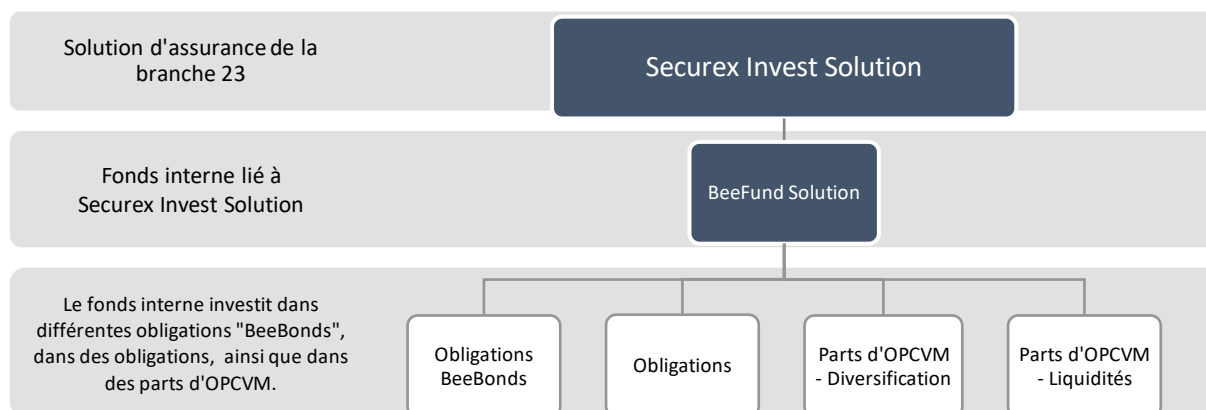 Solution d'assurance de la
branche 23
Securex Invest Solution
Fonds interne lié à
Securex Invest Solution
BeeFund Solution
Le fonds interne investit dans
différentes obligations "BeeBonds",
dans des obligations, ainsi que dans
des parts d'OPCVM.
Obligations
BeeBonds
Obligations
Parts d'OPCVM
- Diversification
Parts d'OPCVM
- Liquidités